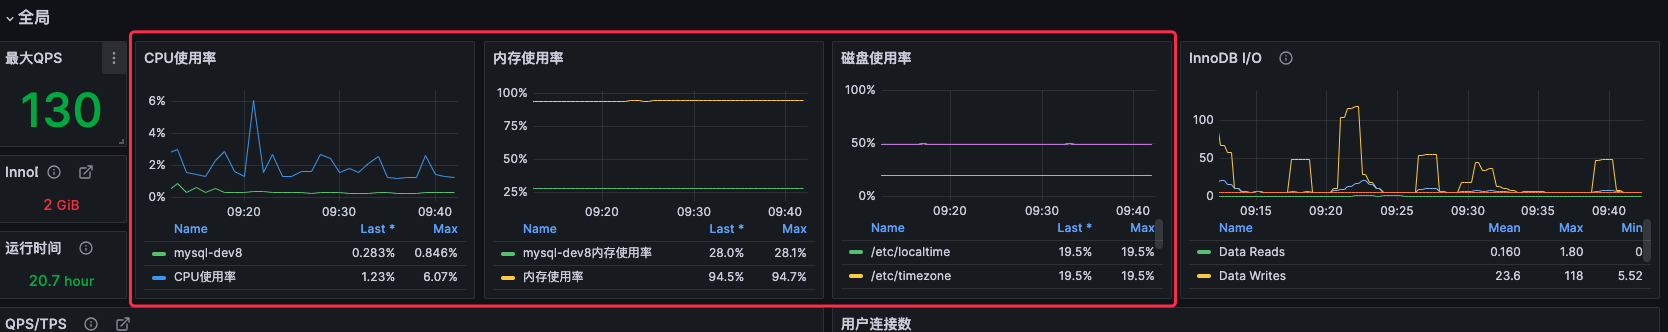 全局
最大QPS
130
Innol
2 GiB
运行时间
20.7 hour
CPU使用率
6%
4%
2%
0%
09:20 09:30 09:40
Name Last * Max
mysql-dev8 0.283% 0.846%
CPU使用率 1.23% 6.07%
内存使用率
100%
75%
50%
25%
09:20 09:30 09:40
Name Last * Max
mysql-dev8内存使用率 28.0% 28.1%
内存使用率 94.5% 94.7%
磁盘使用率
100%
50%
0%
09:20 09:30 09:40
Name Last * Max
/etc/localtime 19.5% 19.5%
/etc/timezone 19.5% 19.5%
InnoDB I/O
100
50
0
09:15 09:20 09:25 09:30 09:35 09:40
Name Mean Max Min
Data Reads 0.160 1.80 0
Data Writes 23.6 118 5.52
QPS/TPS
用户连接数